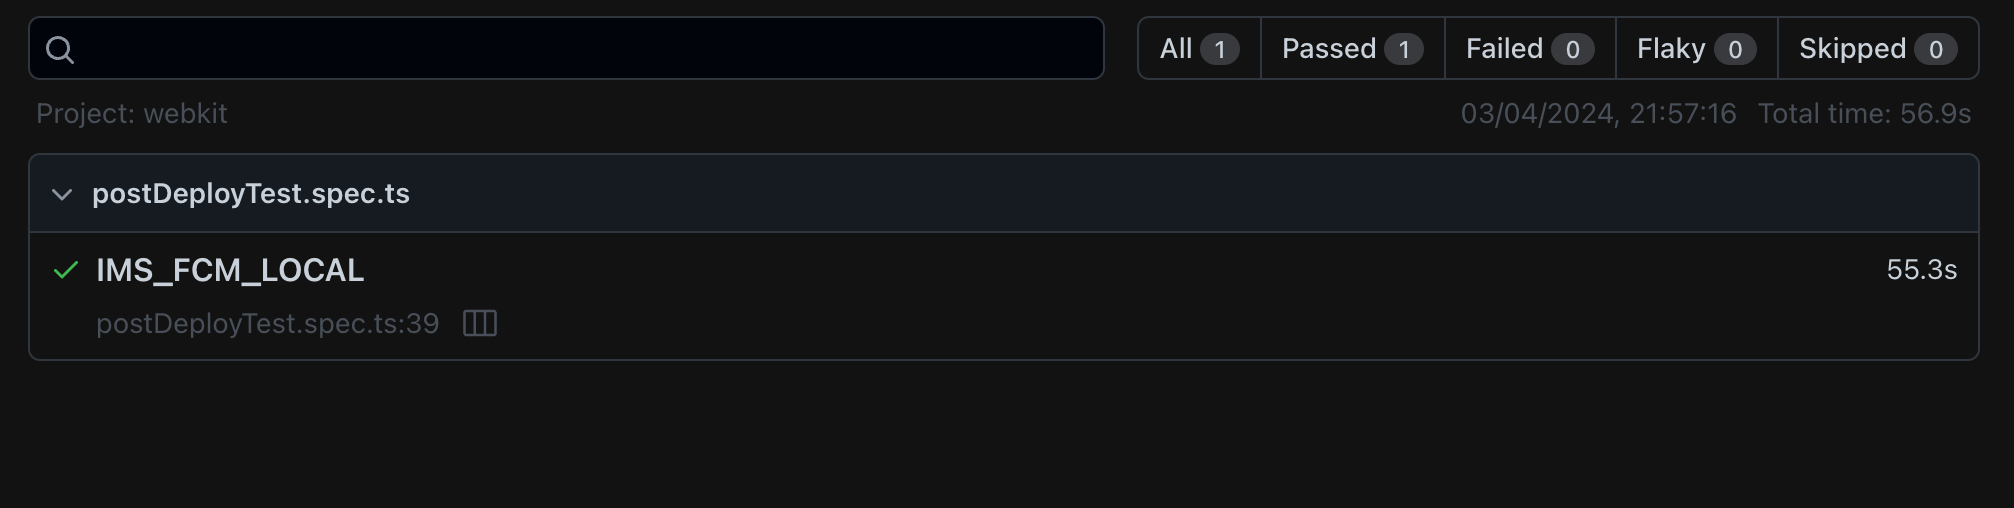 All 1 Passed 1 Failed 0 Flaky 0 Skipped 0
Project: webkit 03/04/2024, 21:57:16 Total time: 56.9s
postDeployTest.spec.ts
IMS_FCM_LOCAL 55.3s
postDeployTest.spec.ts:39